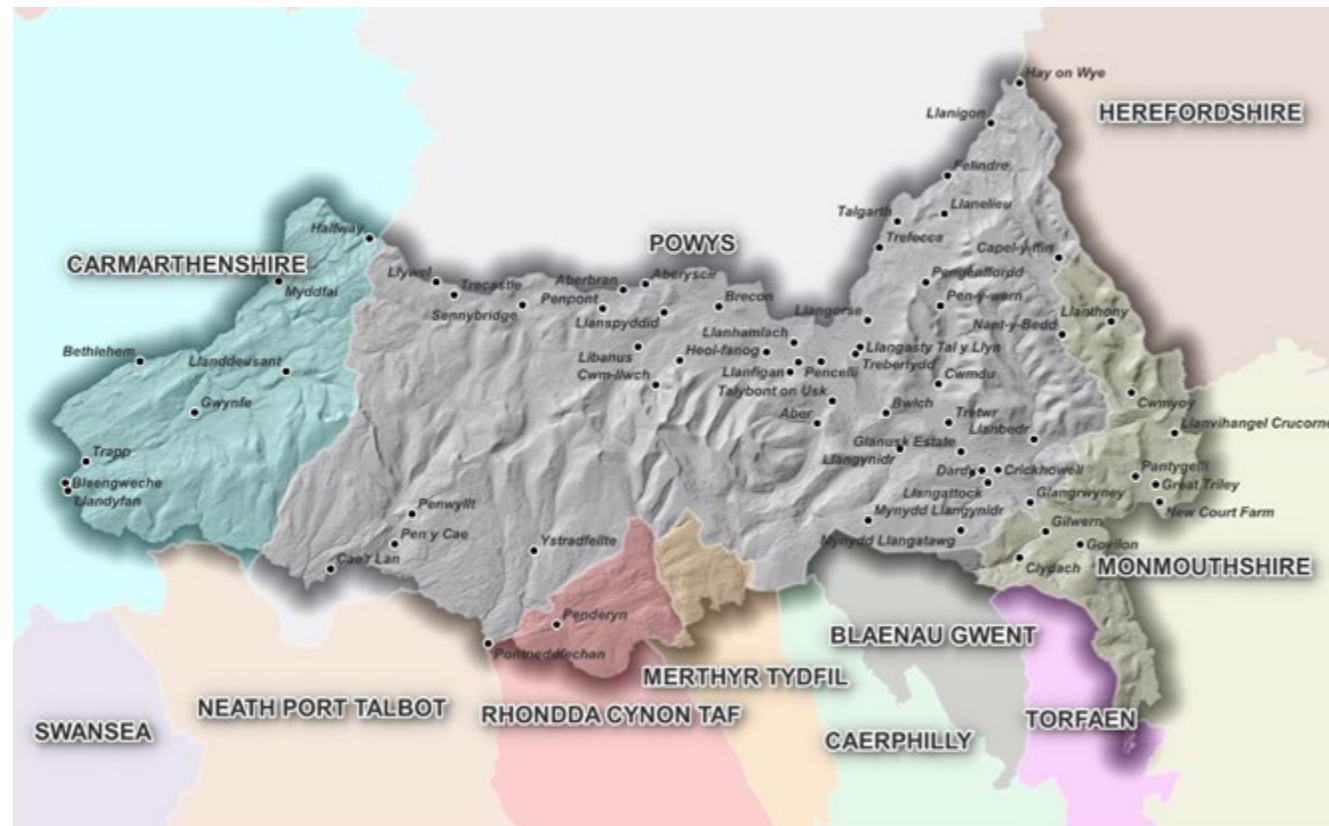 Hay on Wye
HEREFORDSHIRE
Llanigon
Felindre
Talgarth
Llanelieu
Halfway
Trefecca
POWYS
Capel-y-ffin
CARMARTHENSHIRE
Llywel
Trecastle
Aberbran
Aberyscir
Pengenffordd
Myddfai
Sennybridge
Penpont
Brecon
Pen-y-wern
Llanspyddid
Llangorse
Llanthony
Llanhamlach
Nant-y-Bedd
Bethlehem
Libanus
Heol-fanog
Llangasty Tal y Llyn
Llanddeusant
Cwm-llwch
Llanfigan
Pencelli
Treberfydd
Cwmdu
Gwynfe
Talybont on Usk
Cwmyoy
Aber
Bwlch
Tretwr
Llanvihangel Crucorne
Llanbedr
Glanusk Estate
Trapp
Llangynidr
Dardy
Crickhowell
Pantygelli
Blaengweche
Great Triley
Llandyfan
Llangattock
Glangrwyney
Penwyllt
Mynydd Llangynidr
New Court Farm
Gilwern
Pen y Cae
Ystradfellte
Mynydd Llangatawg
Govilon
Cae'r Lan
Clydach
MONMOUTHSHIRE
Penderyn
BLAENAU GWENT
Pontneddfechan
MERTHYR TYDFIL
NEATH PORT TALBOT
RHONDDA CYNON TAF
TORFAEN
SWANSEA
CAERPHILLY